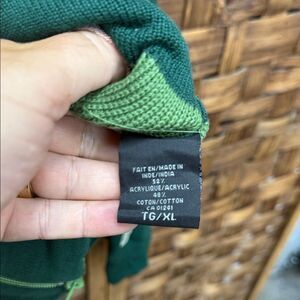 FAIT EN/MADE IN
INDE/INDIA
52%
ACRYLIQUE/ACRYLIC
48%
COTON/COTTON
CA 01261
TG/XL